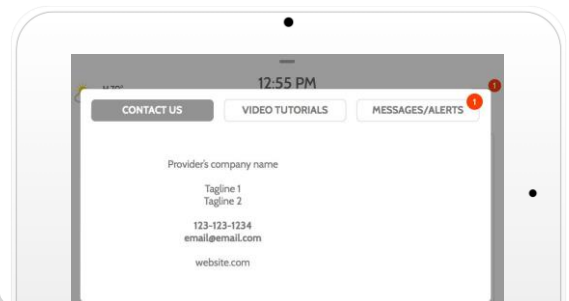 12:55 PM
1
CONTACT US
VIDEO TUTORIALS
MESSAGES/ALERTS
1
Provider's company name
Tagline 1
Tagline 2
123-123-1234
email@email.com
website.com